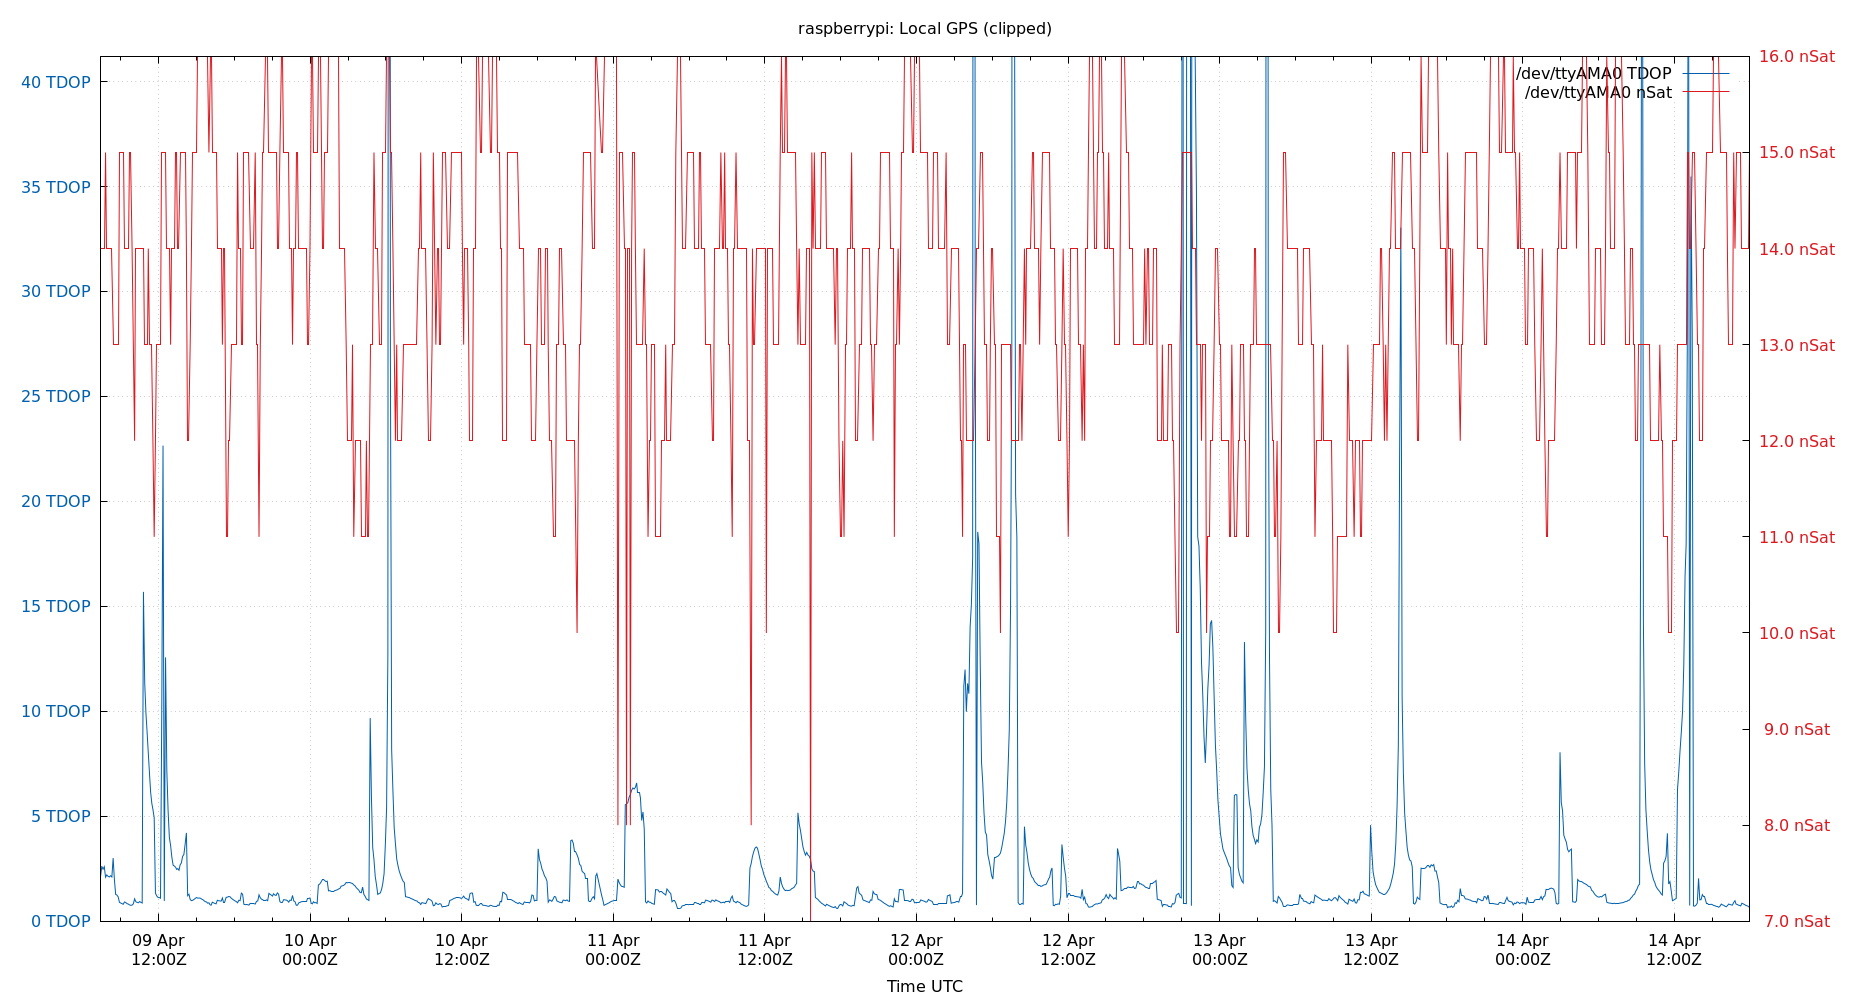 raspberrypi: Local GPS (clipped)
/dev/ttyAMA0 TDOP
/dev/ttyAMA0 nSat
40 TDOP
35 TDOP
30 TDOP
25 TDOP
20 TDOP
15 TDOP
10 TDOP
5 TDOP
0 TDOP
16.0 nSat
15.0 nSat
14.0 nSat
13.0 nSat
12.0 nSat
11.0 nSat
10.0 nSat
9.0 nSat
8.0 nSat
7.0 nSat
09 Apr
12:00Z
10 Apr
00:00Z
10 Apr
12:00Z
11 Apr
00:00Z
11 Apr
12:00Z
12 Apr
00:00Z
12 Apr
12:00Z
13 Apr
00:00Z
13 Apr
12:00Z
14 Apr
00:00Z
14 Apr
12:00Z
Time UTC